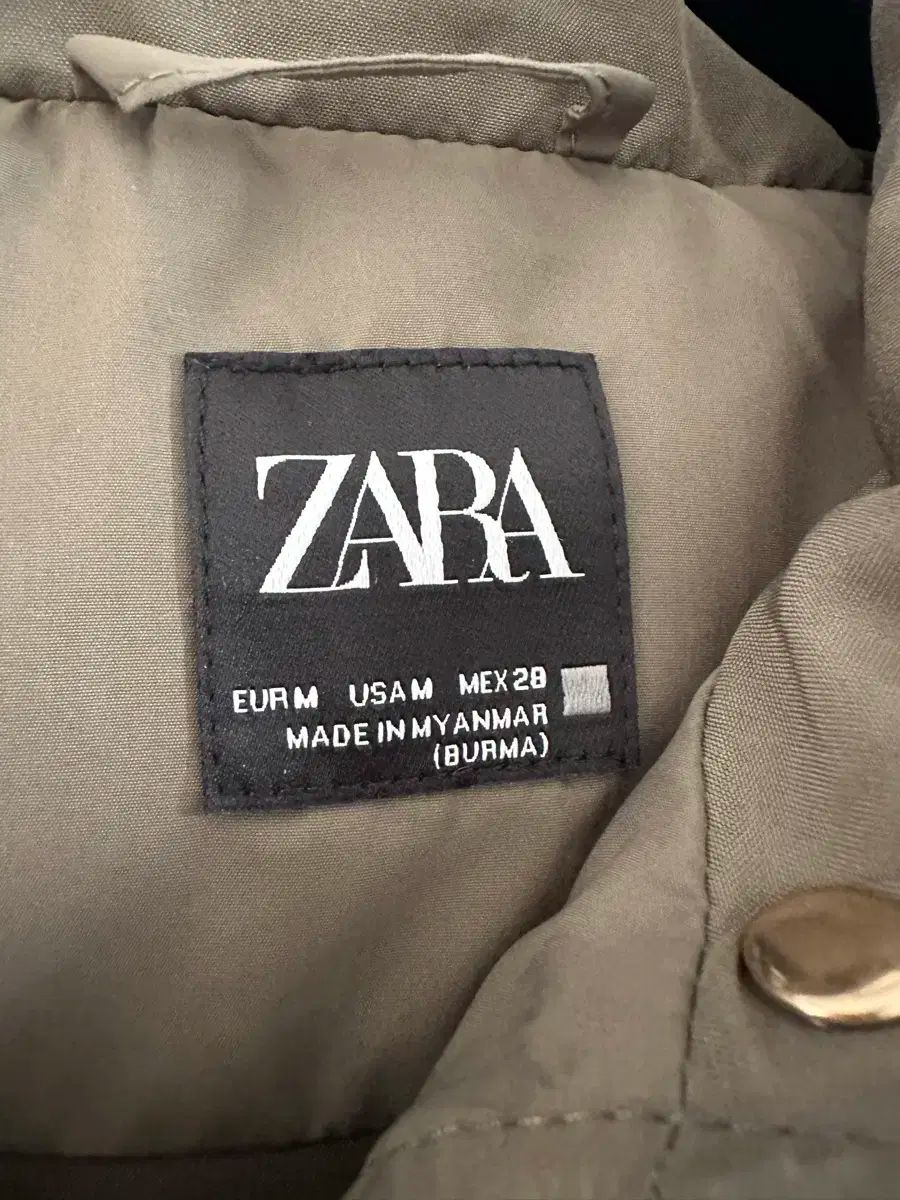 ZARA
EUR M USA M MEX 28
MADE IN MYANMAR
(BURMA)